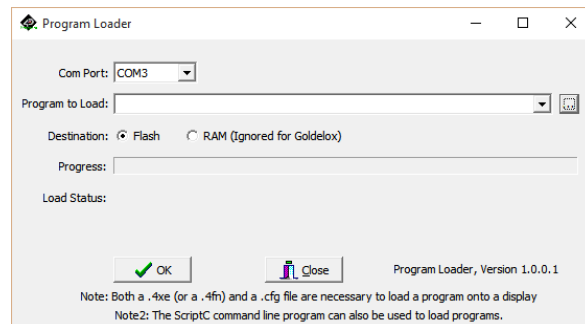 Program Loader
Com Port: COM3
Program to Load:
Destination: Flash RAM (Ignored for Goldelox)
Progress:
Load Status:
OK Close Program Loader, Version 1.0.0.1
Note: Both a .4xe (or a .4fn) and a .cfg file are necessary to load a program onto a display
Note2: The ScriptC command line program can also be used to load programs.